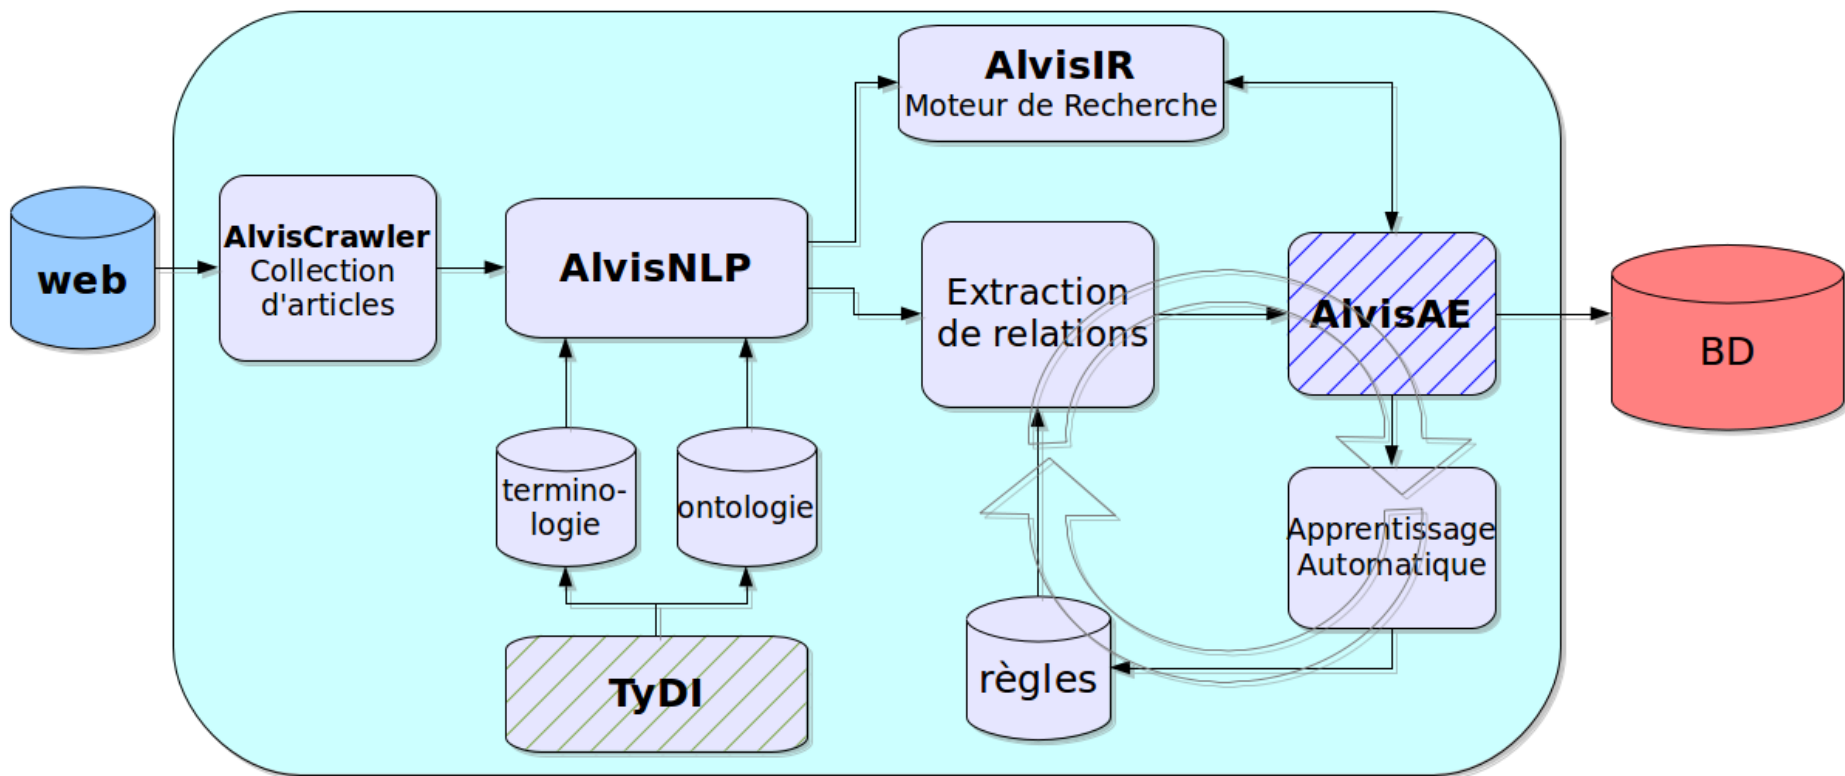 AlvisIR
Moteur de Recherche
web
AlvisCrawler
Collection
d'articles
AlvisNLP
Extraction
de relations
AlvisAE
BD
termino-
logie
ontologie
Apprentissage
Automatique
TyDI
règles